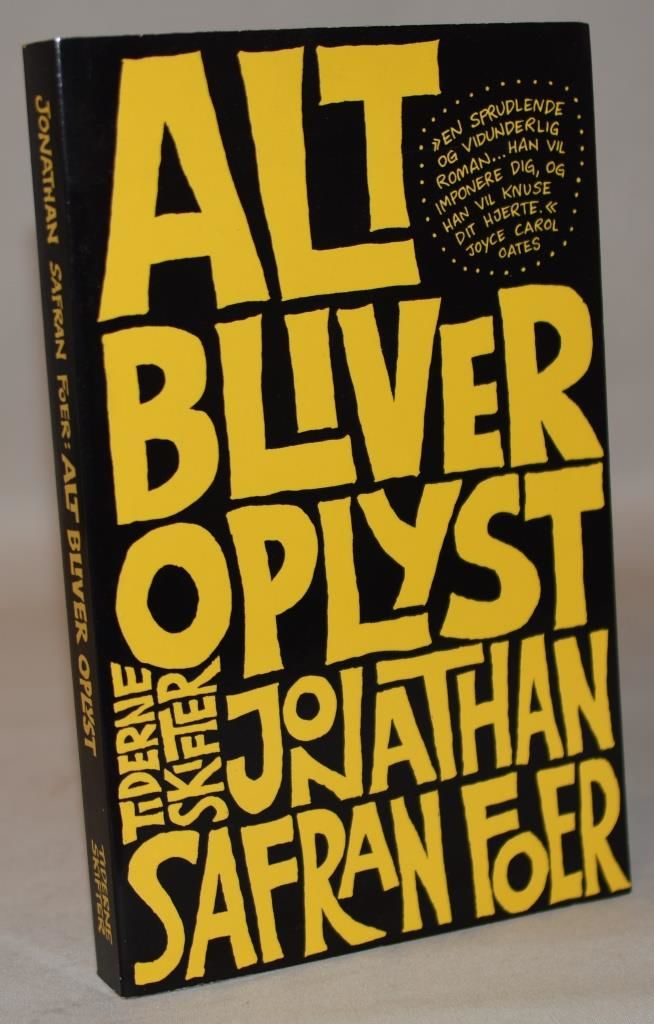 ALT
»EN SPRUDLENDE
OG VIDUNDERLIG
ROMAN... HAN VIL
IMPONERE DIG, OG
HAN VIL KNUSE
DIT HJERTE.«
JOYCE CAROL
OATES
BLIVER
OPLYST
TIDERNE
SKIFTER
JONATHAN
SAFRAN FOER
JONATHAN SAFRAN FOER: ALT BLIVER OPLYST
TIDERNE
SKIFTER